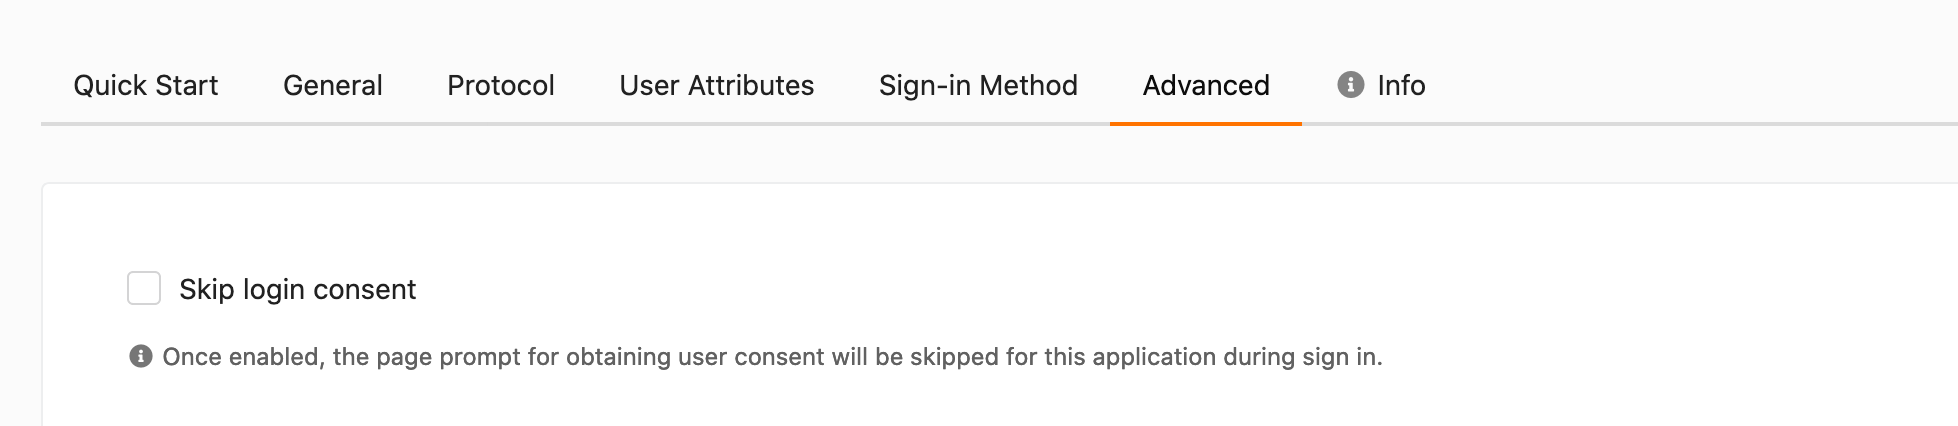 Quick Start General Protocol User Attributes Sign-in Method Advanced Info
Skip login consent
Once enabled, the page prompt for obtaining user consent will be skipped for this application during sign in.